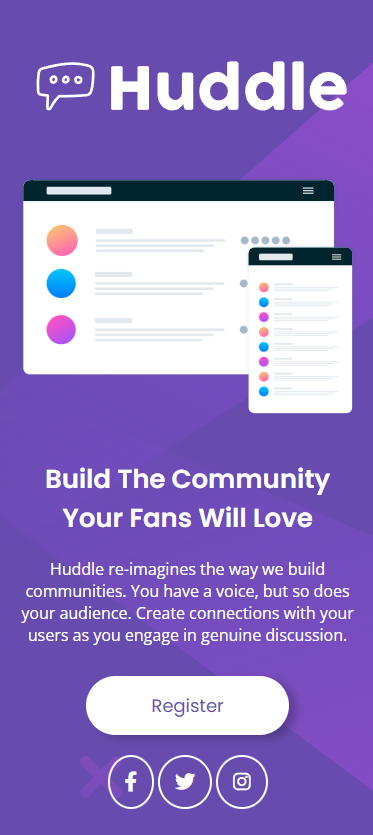 Huddle
Build The Community
Your Fans Will Love
Huddle re-imagines the way we build
communities. You have a voice, but so does
your audience. Create connections with your
users as you engage in genuine discussion.
Register